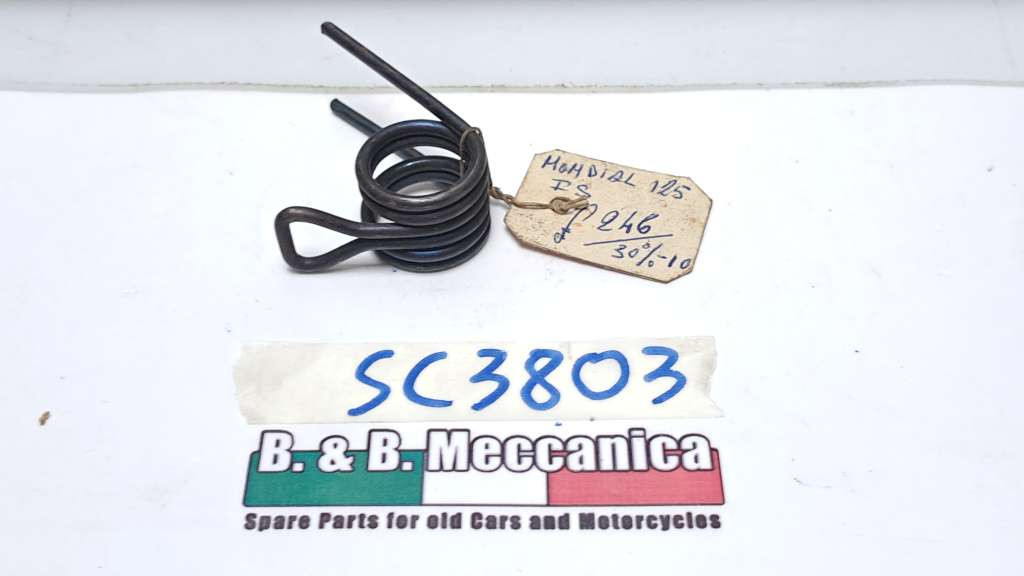 MONDIAL 125
FS
£ 246
30%-10
SC3803
B. & B. Meccanica
Spare Parts for old Cars and Motorcycles